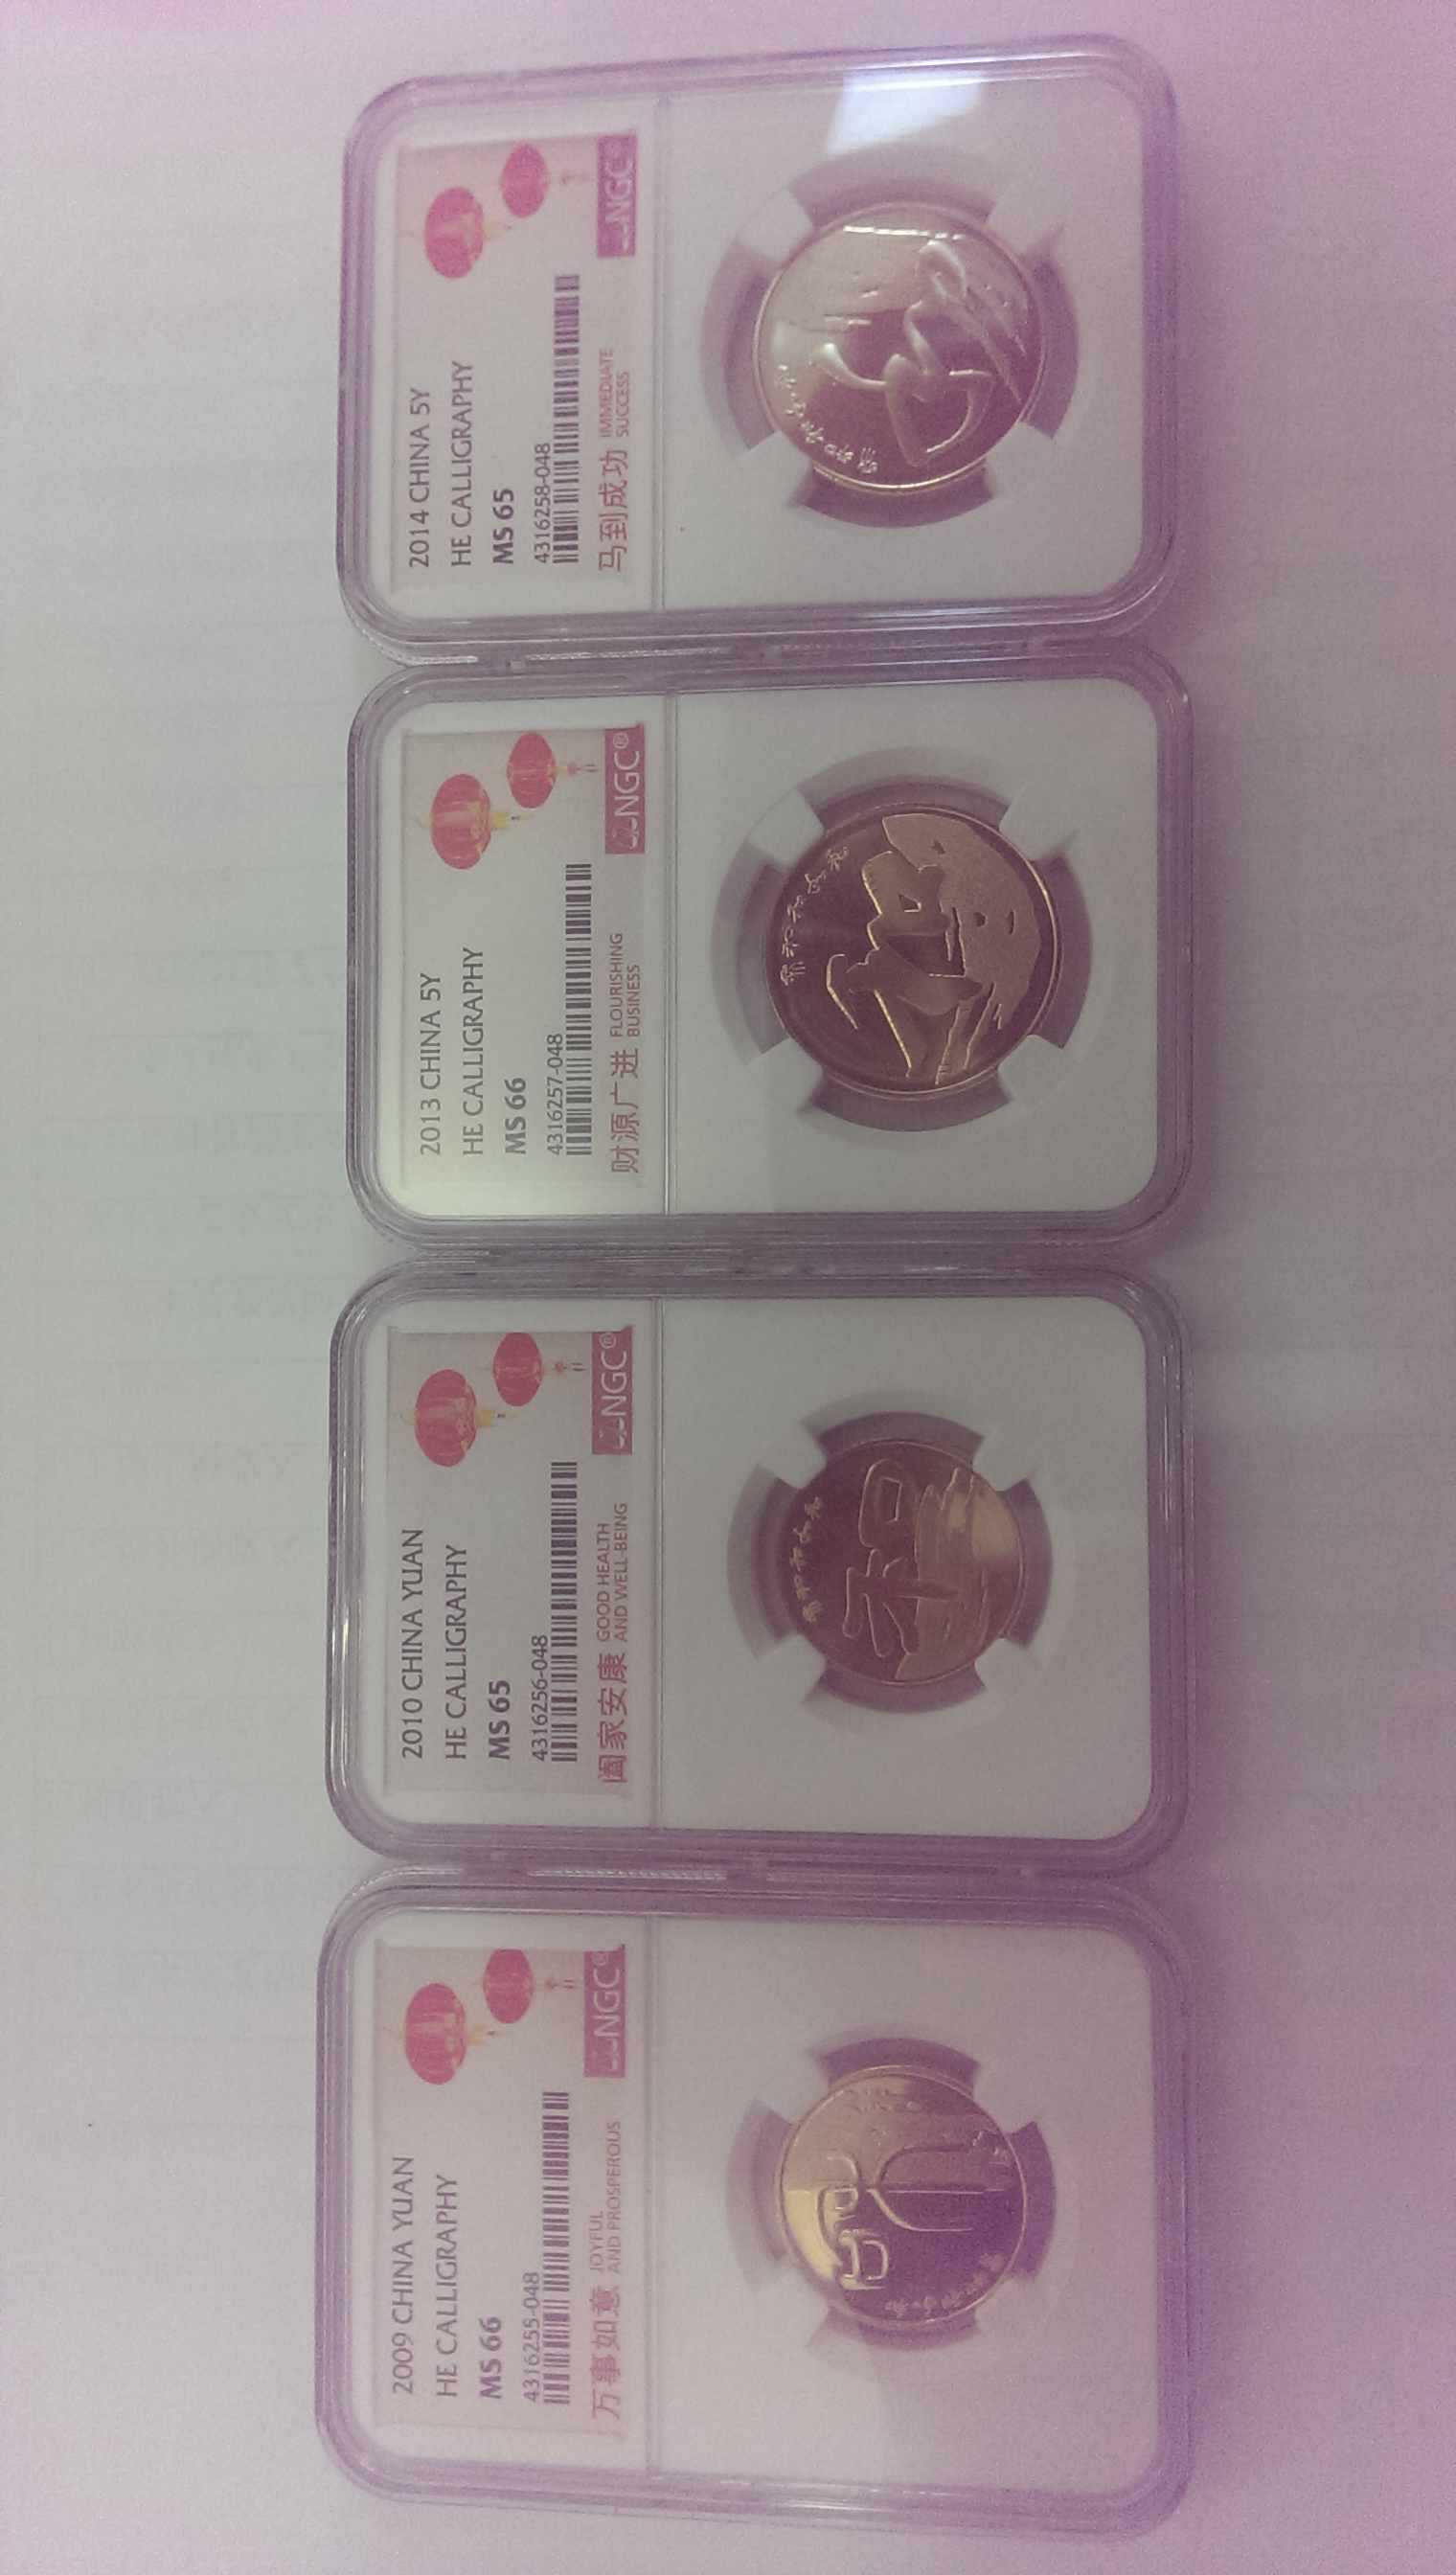 2009 CHINA YUAN
HE CALLIGRAPHY
MS 66
4316255-048
万事如意 JOYFUL
AND PROSPEROUS
NGC®
2010 CHINA YUAN
HE CALLIGRAPHY
MS 65
4316256-048
阖家安康 GOOD HEALTH
AND WELL-BEING
NGC®
和
2013 CHINA 5Y
HE CALLIGRAPHY
MS 66
4316257-048
财源广进 FLOURISHING
BUSINESS
NGC®
和
2014 CHINA 5Y
HE CALLIGRAPHY
MS 65
4316258-048
马到成功 IMMEDIATE
SUCCESS
NGC®